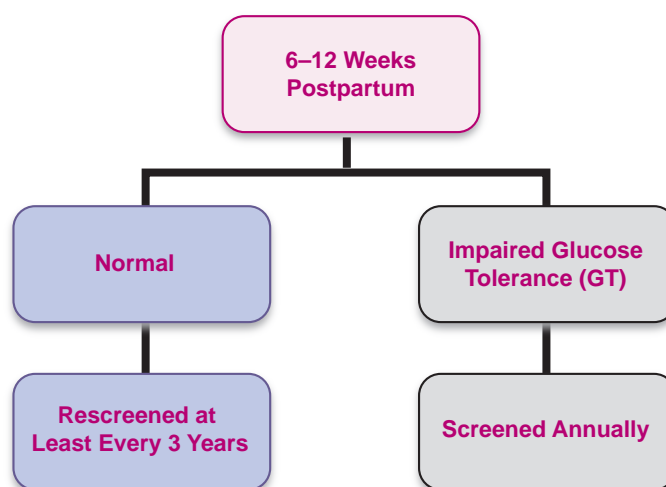 6–12 Weeks
Postpartum
Normal
Impaired Glucose
Tolerance (GT)
Rescreened at
Least Every 3 Years
Screened Annually